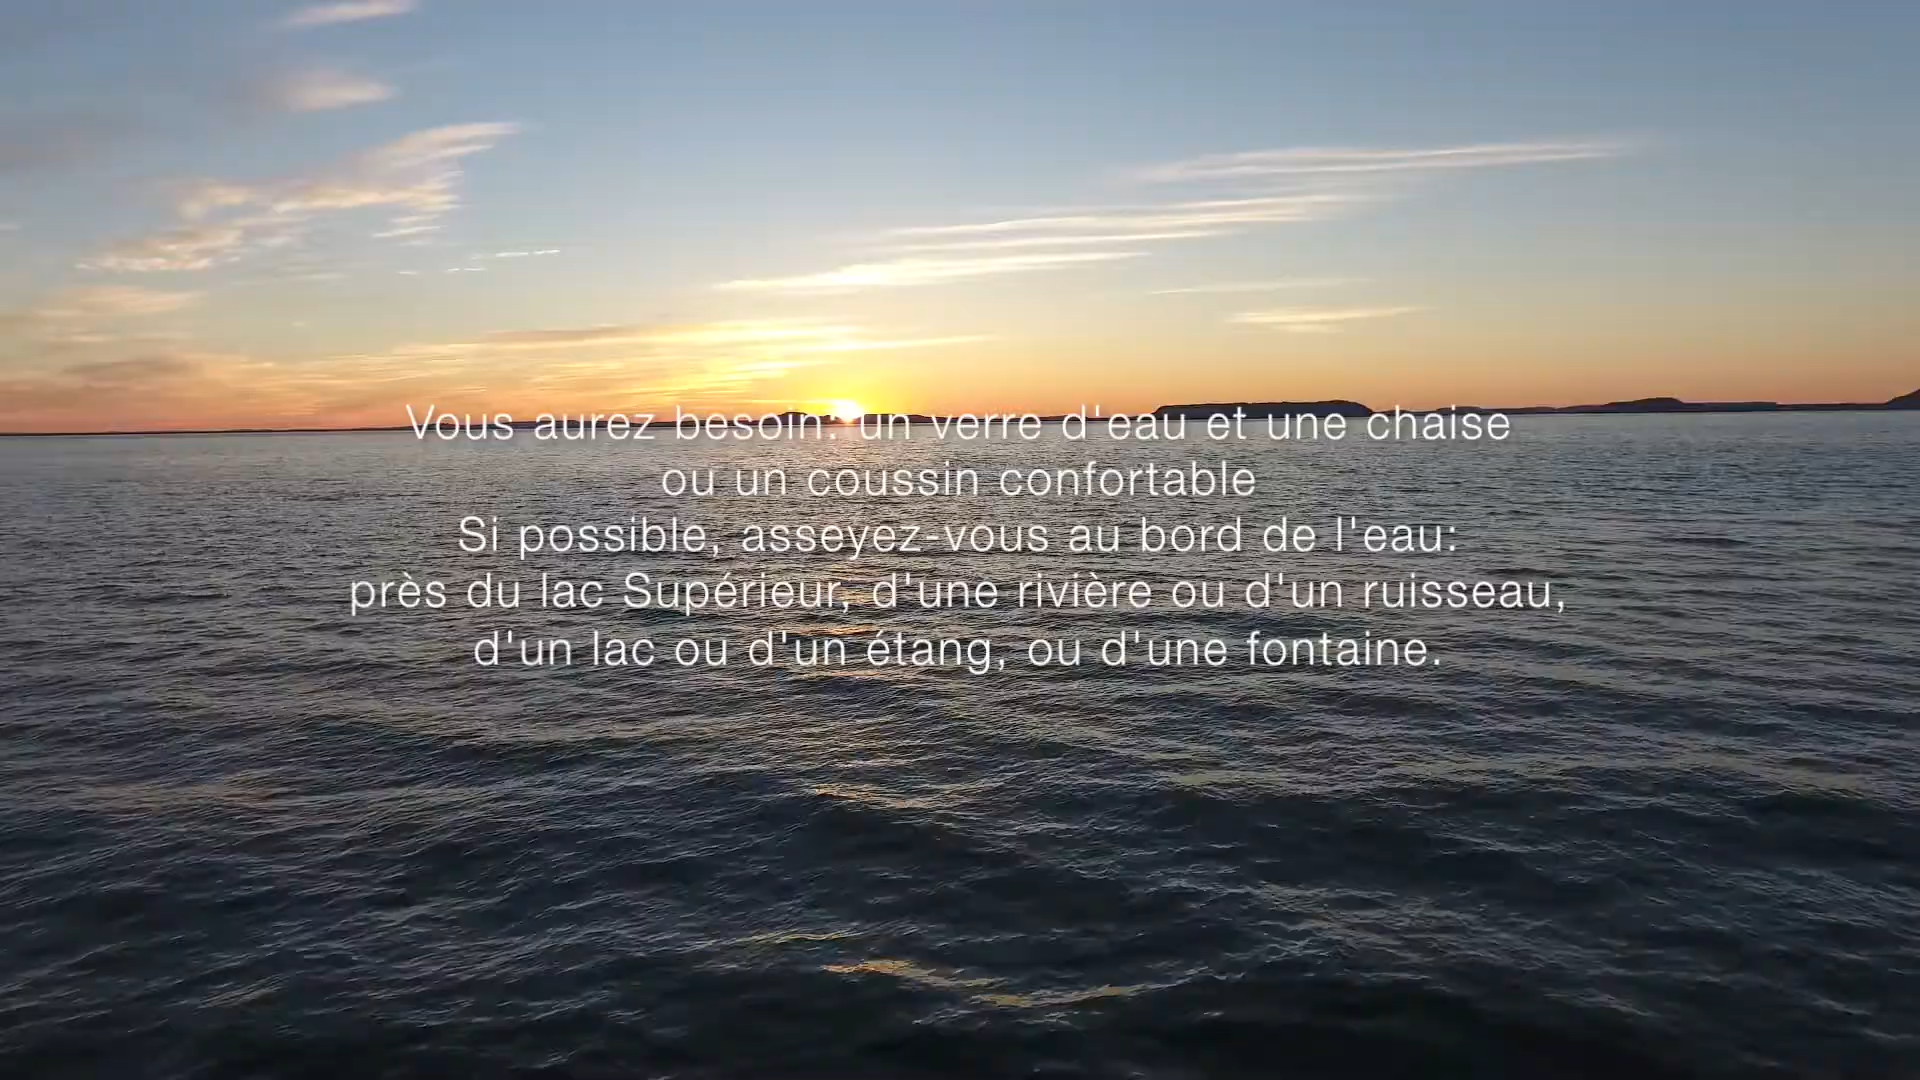 Vous aurez besoin: un verre d'eau et une chaise
ou un coussin confortable
Si possible, asseyez-vous au bord de l'eau:
près du lac Supérieur, d'une rivière ou d'un ruisseau,
d'un lac ou d'un étang, ou d'une fontaine.